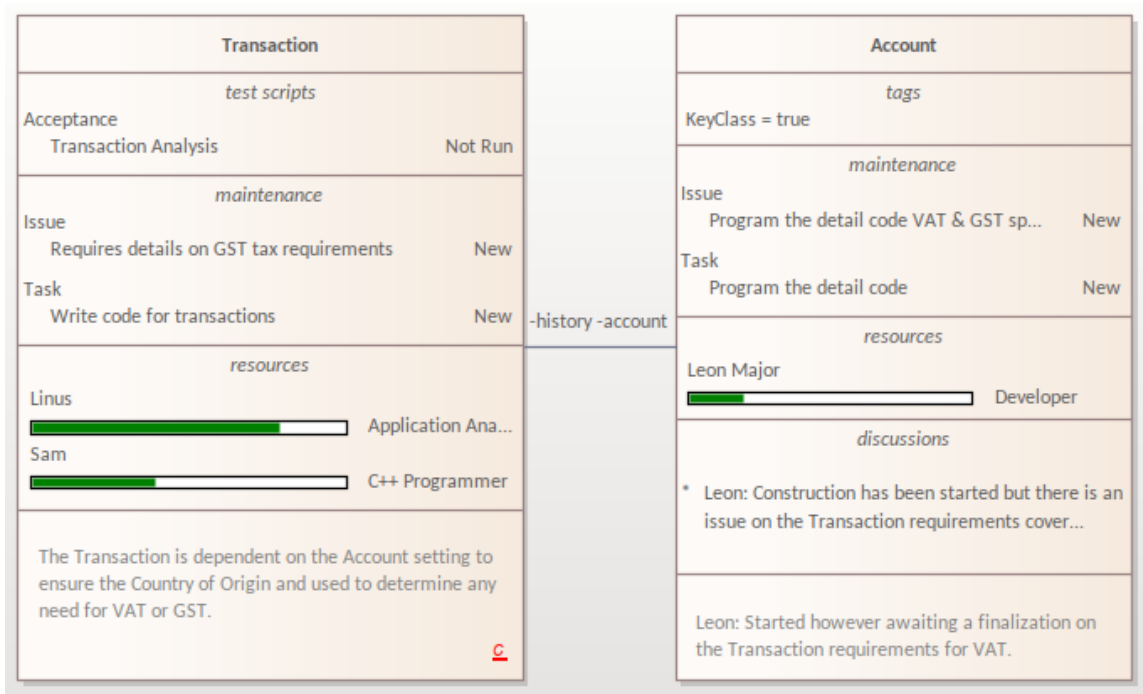 Transaction
test scripts
Acceptance
Transaction Analysis Not Run
maintenance
Issue
Requires details on GST tax requirements New
Task
Write code for transactions New
resources
Linus
Application Ana...
Sam
C++ Programmer
The Transaction is dependent on the Account setting to
ensure the Country of Origin and used to determine any
need for VAT or GST.
C
-history -account
Account
tags
KeyClass = true
maintenance
Issue
Program the detail code VAT & GST sp... New
Task
Program the detail code New
resources
Leon Major
Developer
discussions
* Leon: Construction has been started but there is an
issue on the Transaction requirements cover...
Leon: Started however awaiting a finalization on
the Transaction requirements for VAT.